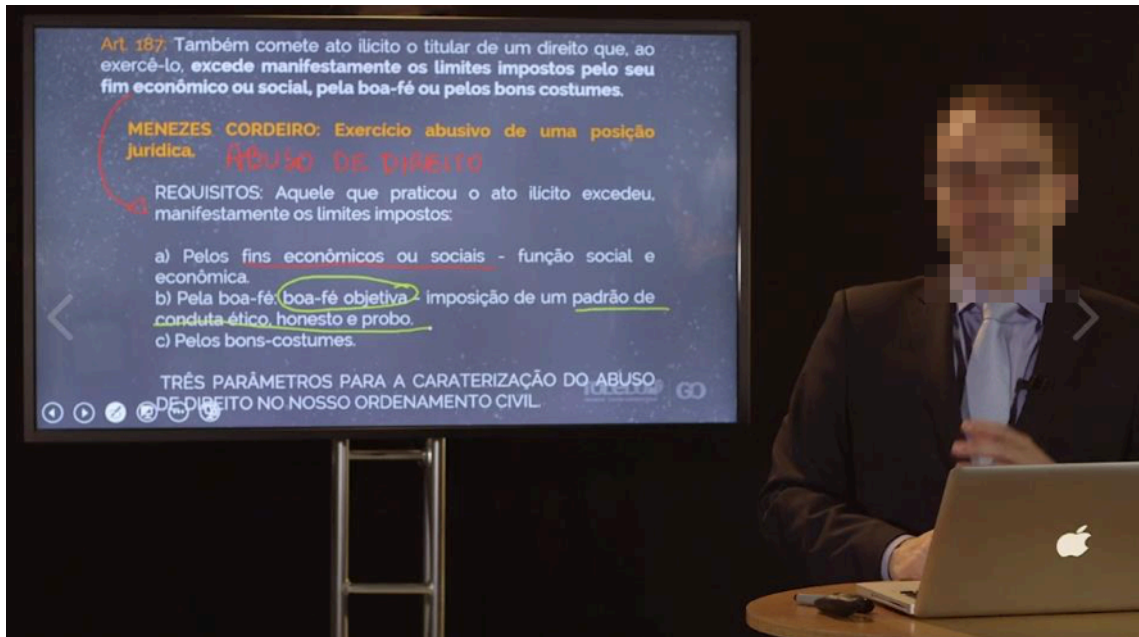 Art. 187: Também comete ato ilícito o titular de um direito que, ao
exercê-lo, excede manifestamente os limites impostos pelo seu
fim econômico ou social, pela boa-fé ou pelos bons costumes.
MENEZES CORDEIRO: Exercício abusivo de uma posição
jurídica.
ABUSO DE DIREITO
REQUISITOS: Aquele que praticou o ato ilícito excedeu,
manifestamente os limites impostos:
a) Pelos fins econômicos ou sociais - função social e
econômica.
b) Pela boa-fé: boa-fé objetiva - imposição de um padrão de
conduta ético, honesto e probo.
c) Pelos bons-costumes.
TRÊS PARÂMETROS PARA A CARATERIZAÇÃO DO ABUSO
DE DIREITO NO NOSSO ORDENAMENTO CIVIL.
GO